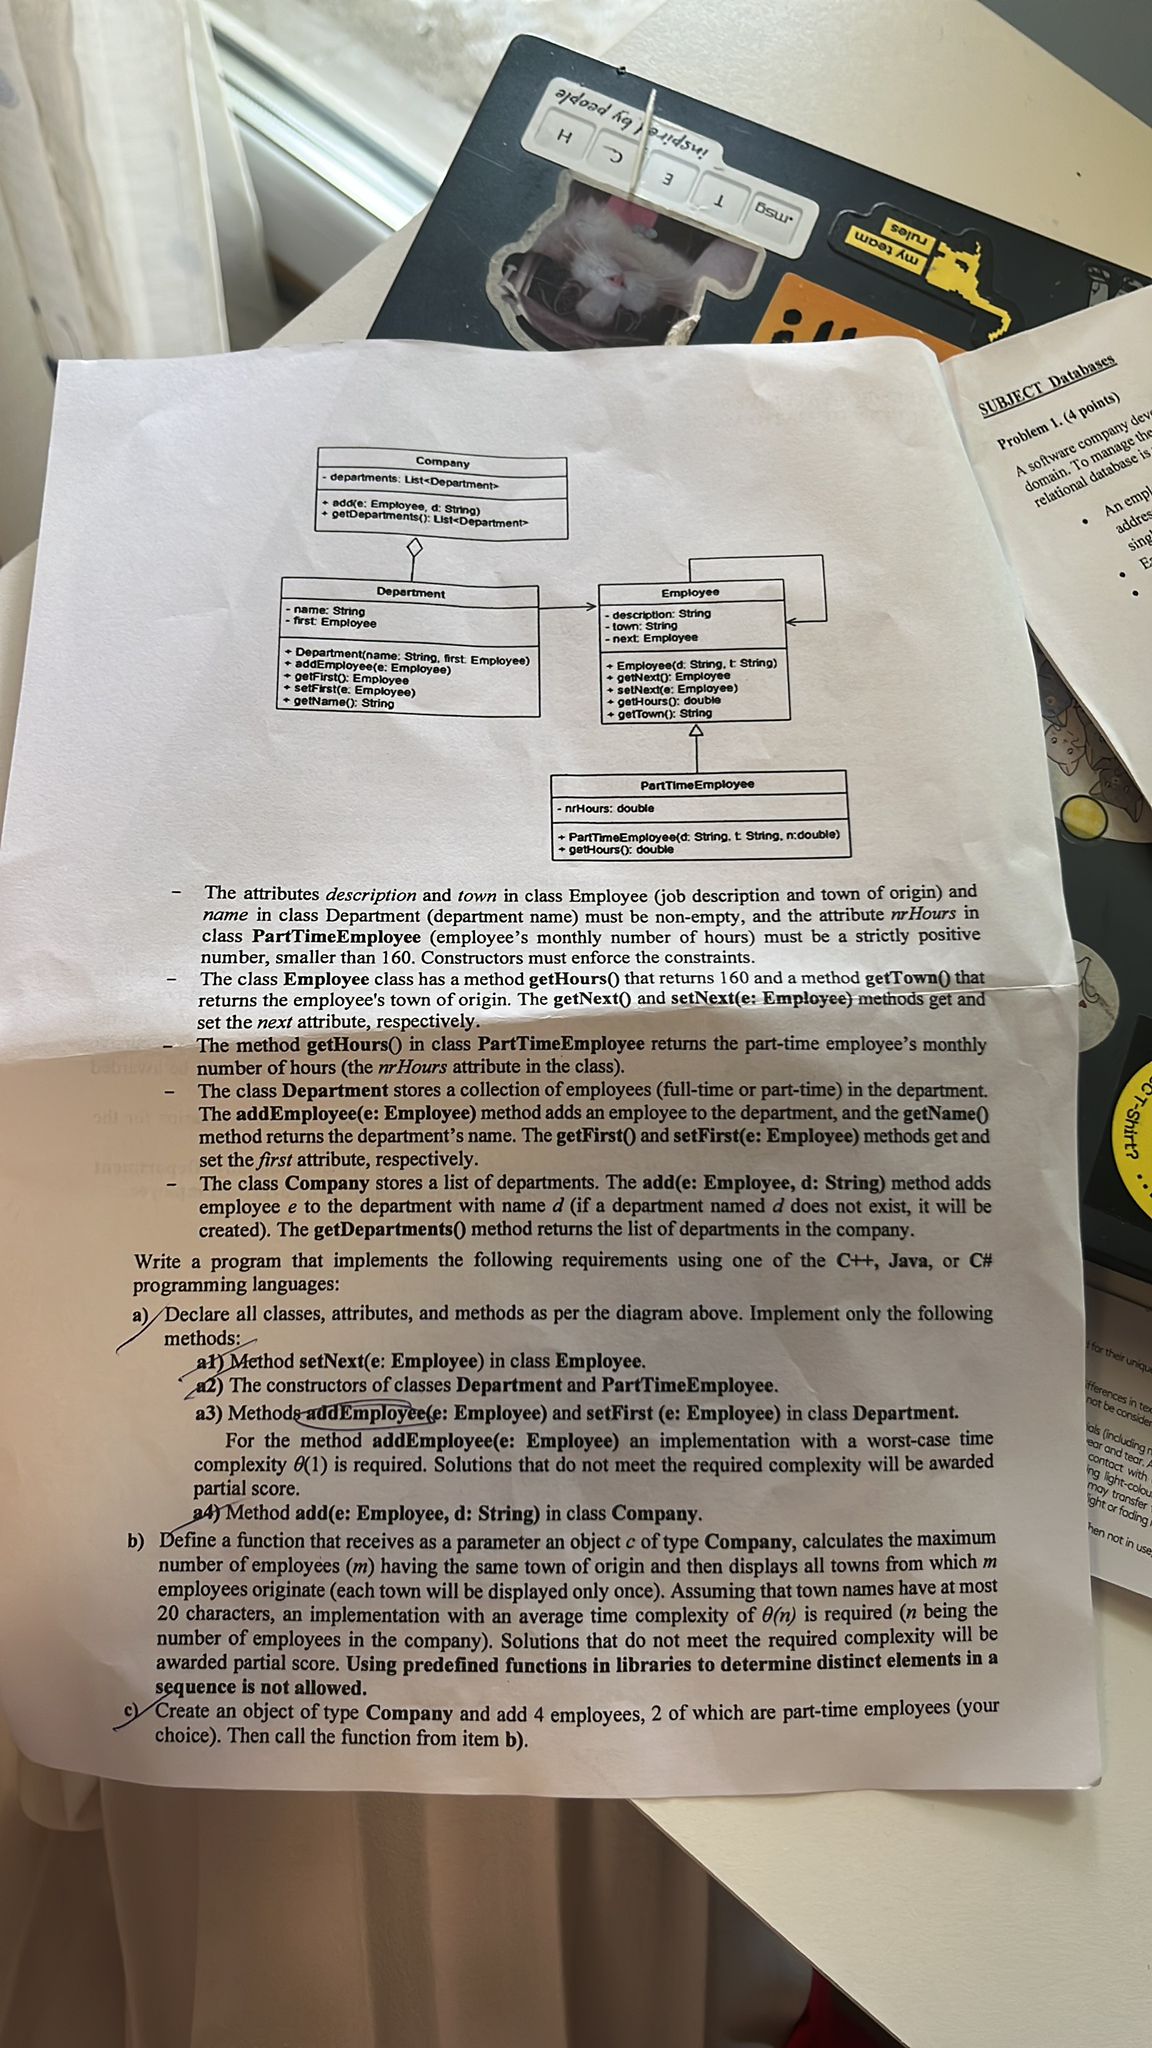 inspired by people
H
C
E
T
.msg
my team
rules
SUBJECT Databases
Problem 1. (4 points)
A software company
domain. To manage the
relational database is
• An
•
•
Company
- departments: List<Department>
+ add(e: Employee, d: String)
+ getDepartments(): List<Department>
Department
- name: String
- first: Employee
+ Department(name: String, first: Employee)
+ addEmployee(e: Employee)
+ getFirst(): Employee
+ setFirst(e: Employee)
+ getName(): String
Employee
- description: String
- town: String
- next: Employee
+ Employee(d: String, t: String)
+ getNext(): Employee
+ setNext(e: Employee)
+ getHours(): double
+ getTown(): String
PartTimeEmployee
- nrHours: double
+ PartTimeEmployee(d: String, t: String, n:double)
+ getHours(): double
- The attributes description and town in class Employee (job description and town of origin) and
name in class Department (department name) must be non-empty, and the attribute nrHours in
class PartTimeEmployee (employee's monthly number of hours) must be a strictly positive
number, smaller than 160. Constructors must enforce the constraints.
- The class Employee class has a method getHours() that returns 160 and a method getTown() that
returns the employee's town of origin. The getNext() and setNext(e: Employee) methods get and
set the next attribute, respectively.
- The method getHours() in class PartTimeEmployee returns the part-time employee's monthly
number of hours (the nrHours attribute in the class).
- The class Department stores a collection of employees (full-time or part-time) in the department.
The addEmployee(e: Employee) method adds an employee to the department, and the getName()
method returns the department's name. The getFirst() and setFirst(e: Employee) methods get and
set the first attribute, respectively.
- The class Company stores a list of departments. The add(e: Employee, d: String) method adds
employee e to the department with name d (if a department named d does not exist, it will be
created). The getDepartments() method returns the list of departments in the company.
Write a program that implements the following requirements using one of the C++, Java, or C#
programming languages:
a) Declare all classes, attributes, and methods as per the diagram above. Implement only the following
methods:
a1) Method setNext(e: Employee) in class Employee.
a2) The constructors of classes Department and PartTimeEmployee.
a3) Methods addEmployee(e: Employee) and setFirst (e: Employee) in class Department.
For the method addEmployee(e: Employee) an implementation with a worst-case time
complexity θ(1) is required. Solutions that do not meet the required complexity will be awarded
partial score.
a4) Method add(e: Employee, d: String) in class Company.
b) Define a function that receives as a parameter an object c of type Company, calculates the maximum
number of employees (m) having the same town of origin and then displays all towns from which m
employees originate (each town will be displayed only once). Assuming that town names have at most
20 characters, an implementation with an average time complexity of θ(n) is required (n being the
number of employees in the company). Solutions that do not meet the required complexity will be
awarded partial score. Using predefined functions in libraries to determine distinct elements in a
sequence is not allowed.
c) Create an object of type Company and add 4 employees, 2 of which are part-time employees (your
choice). Then call the function from item b).
T-Shirt?
for their
in
not be
(including
and tear.
contact with
may transfer
or fading
not in use